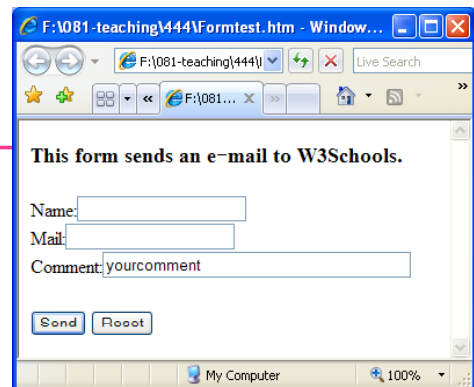 F:\081-teaching\444\Formtest.htm - Window...
F:\081-teaching\444\
Live Search
F:\081...
This form sends an e-mail to W3Schools.
Name:
Mail:
Comment: yourcomment
Send Reset
My Computer 100%